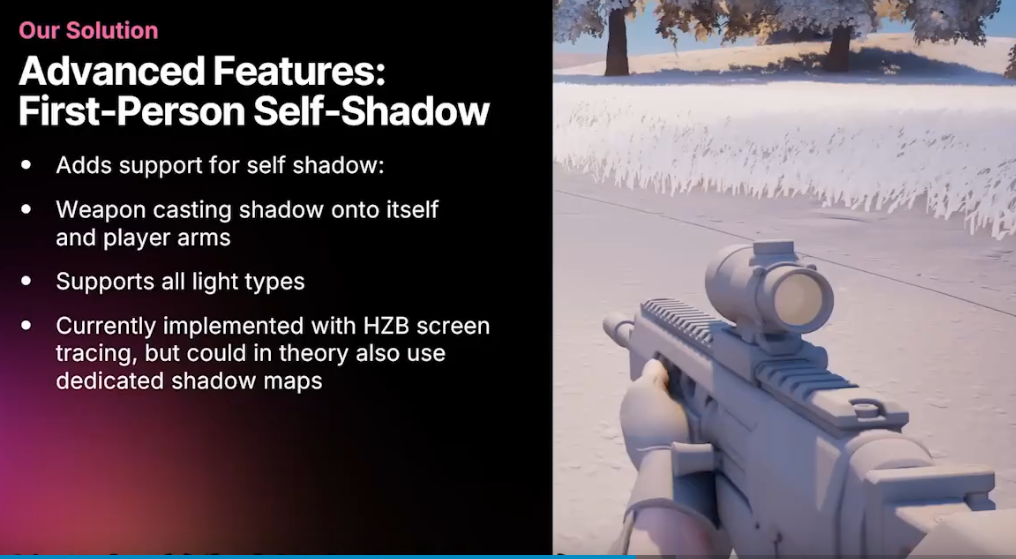 Our Solution
Advanced Features:
First-Person Self-Shadow
• Adds support for self shadow:
• Weapon casting shadow onto itself
and player arms
• Supports all light types
• Currently implemented with HZB screen
tracing, but could in theory also use
dedicated shadow maps